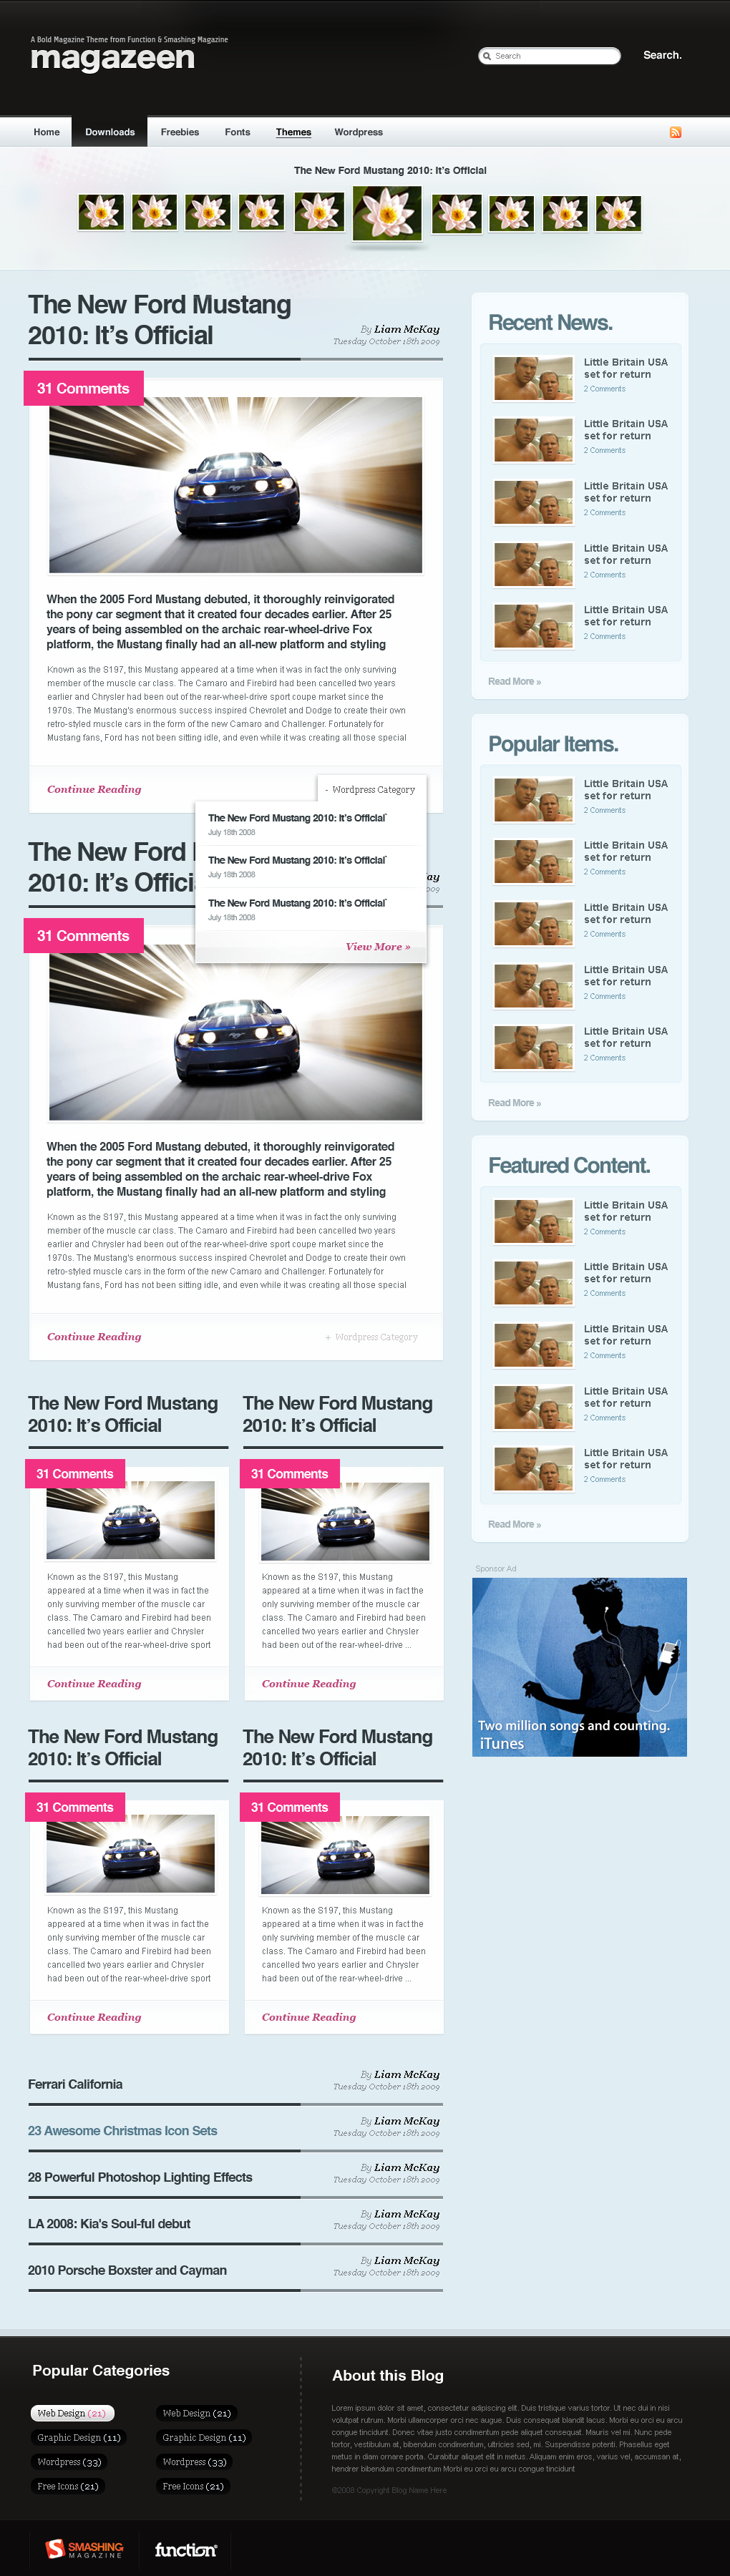 A Bold Magazine Theme from Function & Smashing Magazine
magazeen
Search
Search.
Home Downloads Freebies Fonts Themes Wordpress
The New Ford Mustang 2010: It's Official
The New Ford Mustang
2010: It's Official
By Liam McKay
Tuesday October 18th 2009
31 Comments
When the 2005 Ford Mustang debuted, it thoroughly reinvigorated
the pony car segment that it created four decades earlier. After 25
years of being assembled on the archaic rear-wheel-drive Fox
platform, the Mustang finally had an all-new platform and styling
Known as the S197, this Mustang appeared at a time when it was in fact the only surviving
member of the muscle car class. The Camaro and Firebird had been cancelled two years
earlier and Chrysler had been out of the rear-wheel-drive sport coupe market since the
1970s. The Mustang's enormous success inspired Chevrolet and Dodge to create their own
retro-styled muscle cars in the form of the new Camaro and Challenger. Fortunately for
Mustang fans, Ford has not been sitting idle, and even while it was creating all those special
Continue Reading
- Wordpress Category
The New Ford Mustang 2010: It's Official
July 18th 2008
The New Ford Mustang 2010: It's Official
July 18th 2008
The New Ford Mustang 2010: It's Official
July 18th 2008
View More »
The New Ford
2010: It's Offici
ay
009
31 Comments
When the 2005 Ford Mustang debuted, it thoroughly reinvigorated
the pony car segment that it created four decades earlier. After 25
years of being assembled on the archaic rear-wheel-drive Fox
platform, the Mustang finally had an all-new platform and styling
Known as the S197, this Mustang appeared at a time when it was in fact the only surviving
member of the muscle car class. The Camaro and Firebird had been cancelled two years
earlier and Chrysler had been out of the rear-wheel-drive sport coupe market since the
1970s. The Mustang's enormous success inspired Chevrolet and Dodge to create their own
retro-styled muscle cars in the form of the new Camaro and Challenger. Fortunately for
Mustang fans, Ford has not been sitting idle, and even while it was creating all those special
Continue Reading
+ Wordpress Category
The New Ford Mustang
2010: It's Official
31 Comments
Known as the S197, this Mustang
appeared at a time when it was in fact the
only surviving member of the muscle car
class. The Camaro and Firebird had been
cancelled two years earlier and Chrysler
had been out of the rear-wheel-drive sport
Continue Reading
The New Ford Mustang
2010: It's Official
31 Comments
Known as the S197, this Mustang
appeared at a time when it was in fact the
only surviving member of the muscle car
class. The Camaro and Firebird had been
cancelled two years earlier and Chrysler
had been out of the rear-wheel-drive ...
Continue Reading
The New Ford Mustang
2010: It's Official
31 Comments
Known as the S197, this Mustang
appeared at a time when it was in fact the
only surviving member of the muscle car
class. The Camaro and Firebird had been
cancelled two years earlier and Chrysler
had been out of the rear-wheel-drive sport
Continue Reading
The New Ford Mustang
2010: It's Official
31 Comments
Known as the S197, this Mustang
appeared at a time when it was in fact the
only surviving member of the muscle car
class. The Camaro and Firebird had been
cancelled two years earlier and Chrysler
had been out of the rear-wheel-drive ...
Continue Reading
Ferrari California
By Liam McKay
Tuesday October 18th 2009
23 Awesome Christmas Icon Sets
By Liam McKay
Tuesday October 18th 2009
28 Powerful Photoshop Lighting Effects
By Liam McKay
Tuesday October 18th 2009
LA 2008: Kia's Soul-ful debut
By Liam McKay
Tuesday October 18th 2009
2010 Porsche Boxster and Cayman
By Liam McKay
Tuesday October 18th 2009
Recent News.
Little Britain USA
set for return
2 Comments
Little Britain USA
set for return
2 Comments
Little Britain USA
set for return
2 Comments
Little Britain USA
set for return
2 Comments
Little Britain USA
set for return
2 Comments
Read More »
Popular Items.
Little Britain USA
set for return
2 Comments
Little Britain USA
set for return
2 Comments
Little Britain USA
set for return
2 Comments
Little Britain USA
set for return
2 Comments
Little Britain USA
set for return
2 Comments
Read More »
Featured Content.
Little Britain USA
set for return
2 Comments
Little Britain USA
set for return
2 Comments
Little Britain USA
set for return
2 Comments
Little Britain USA
set for return
2 Comments
Little Britain USA
set for return
2 Comments
Read More »
Sponsor Ad
Two million songs and counting.
iTunes
Popular Categories
Web Design (21) Web Design (21)
Graphic Design (11) Graphic Design (11)
Wordpress (33) Wordpress (33)
Free Icons (21) Free Icons (21)
About this Blog
Lorem ipsum dolor sit amet, consectetur adipiscing elit. Duis tristique varius tortor. Ut nec dui in nisi
volutpat rutrum. Morbi ullamcorper orci nec augue. Duis consequat blandit lacus. Morbi eu orci eu arcu
congue tincidunt. Donec vitae justo condimentum pede aliquet consequat. Mauris vel mi. Nunc pede
tortor, vestibulum at, bibendum condimentum, ultricies sed, mi. Suspendisse potenti. Phasellus eget
metus in diam ornare porta. Curabitur aliquet elit in metus. Aliquam enim eros, varius vel, accumsan at,
hendrer bibendum condimentum Morbi eu orci eu arcu congue tincidunt
©2008 Copyright Blog Name Here
SMASHING
MAGAZINE
function